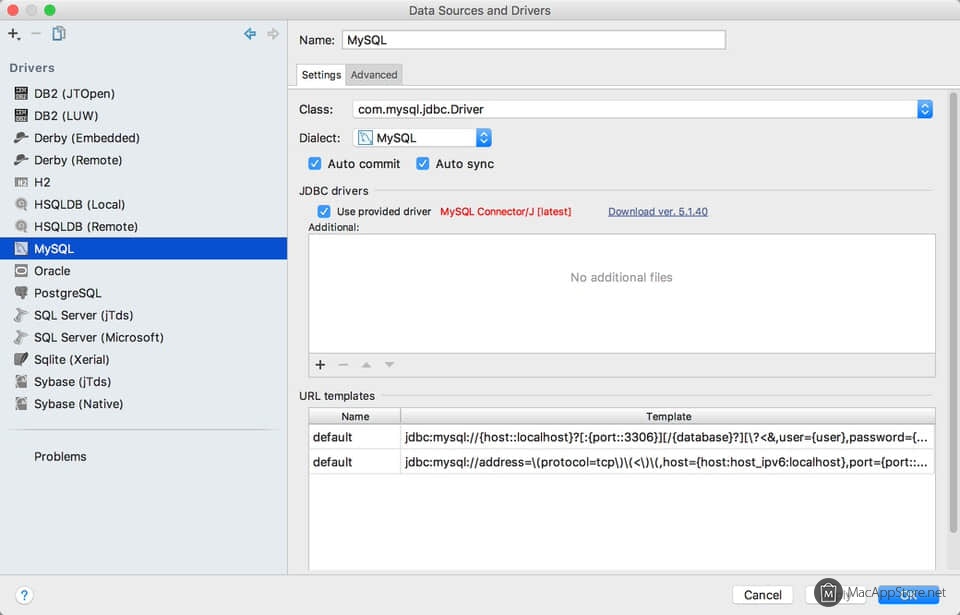 Data Sources and Drivers
Drivers
DB2 (JTOpen)
DB2 (LUW)
Derby (Embedded)
Derby (Remote)
H2
HSQLDB (Local)
HSQLDB (Remote)
MySQL
Oracle
PostgreSQL
SQL Server (jTds)
SQL Server (Microsoft)
Sqlite (Xerial)
Sybase (jTds)
Sybase (Native)
Problems
Name: MySQL
Settings Advanced
Class: com.mysql.jdbc.Driver
Dialect: MySQL
Auto commit Auto sync
JDBC drivers
Use provided driver MySQL Connector/J [latest] Download ver. 5.1.40
Additional:
No additional files
URL templates
Name Template
default jdbc:mysql://{host::localhost}?[:{port::3306}][/{database}?][\?<&,user={user},password={...
default jdbc:mysql://address=\(protocol=tcp\)\(<\)\(,host={host:host_ipv6:localhost},port={port::...
? Cancel OK
MacAppStore.net